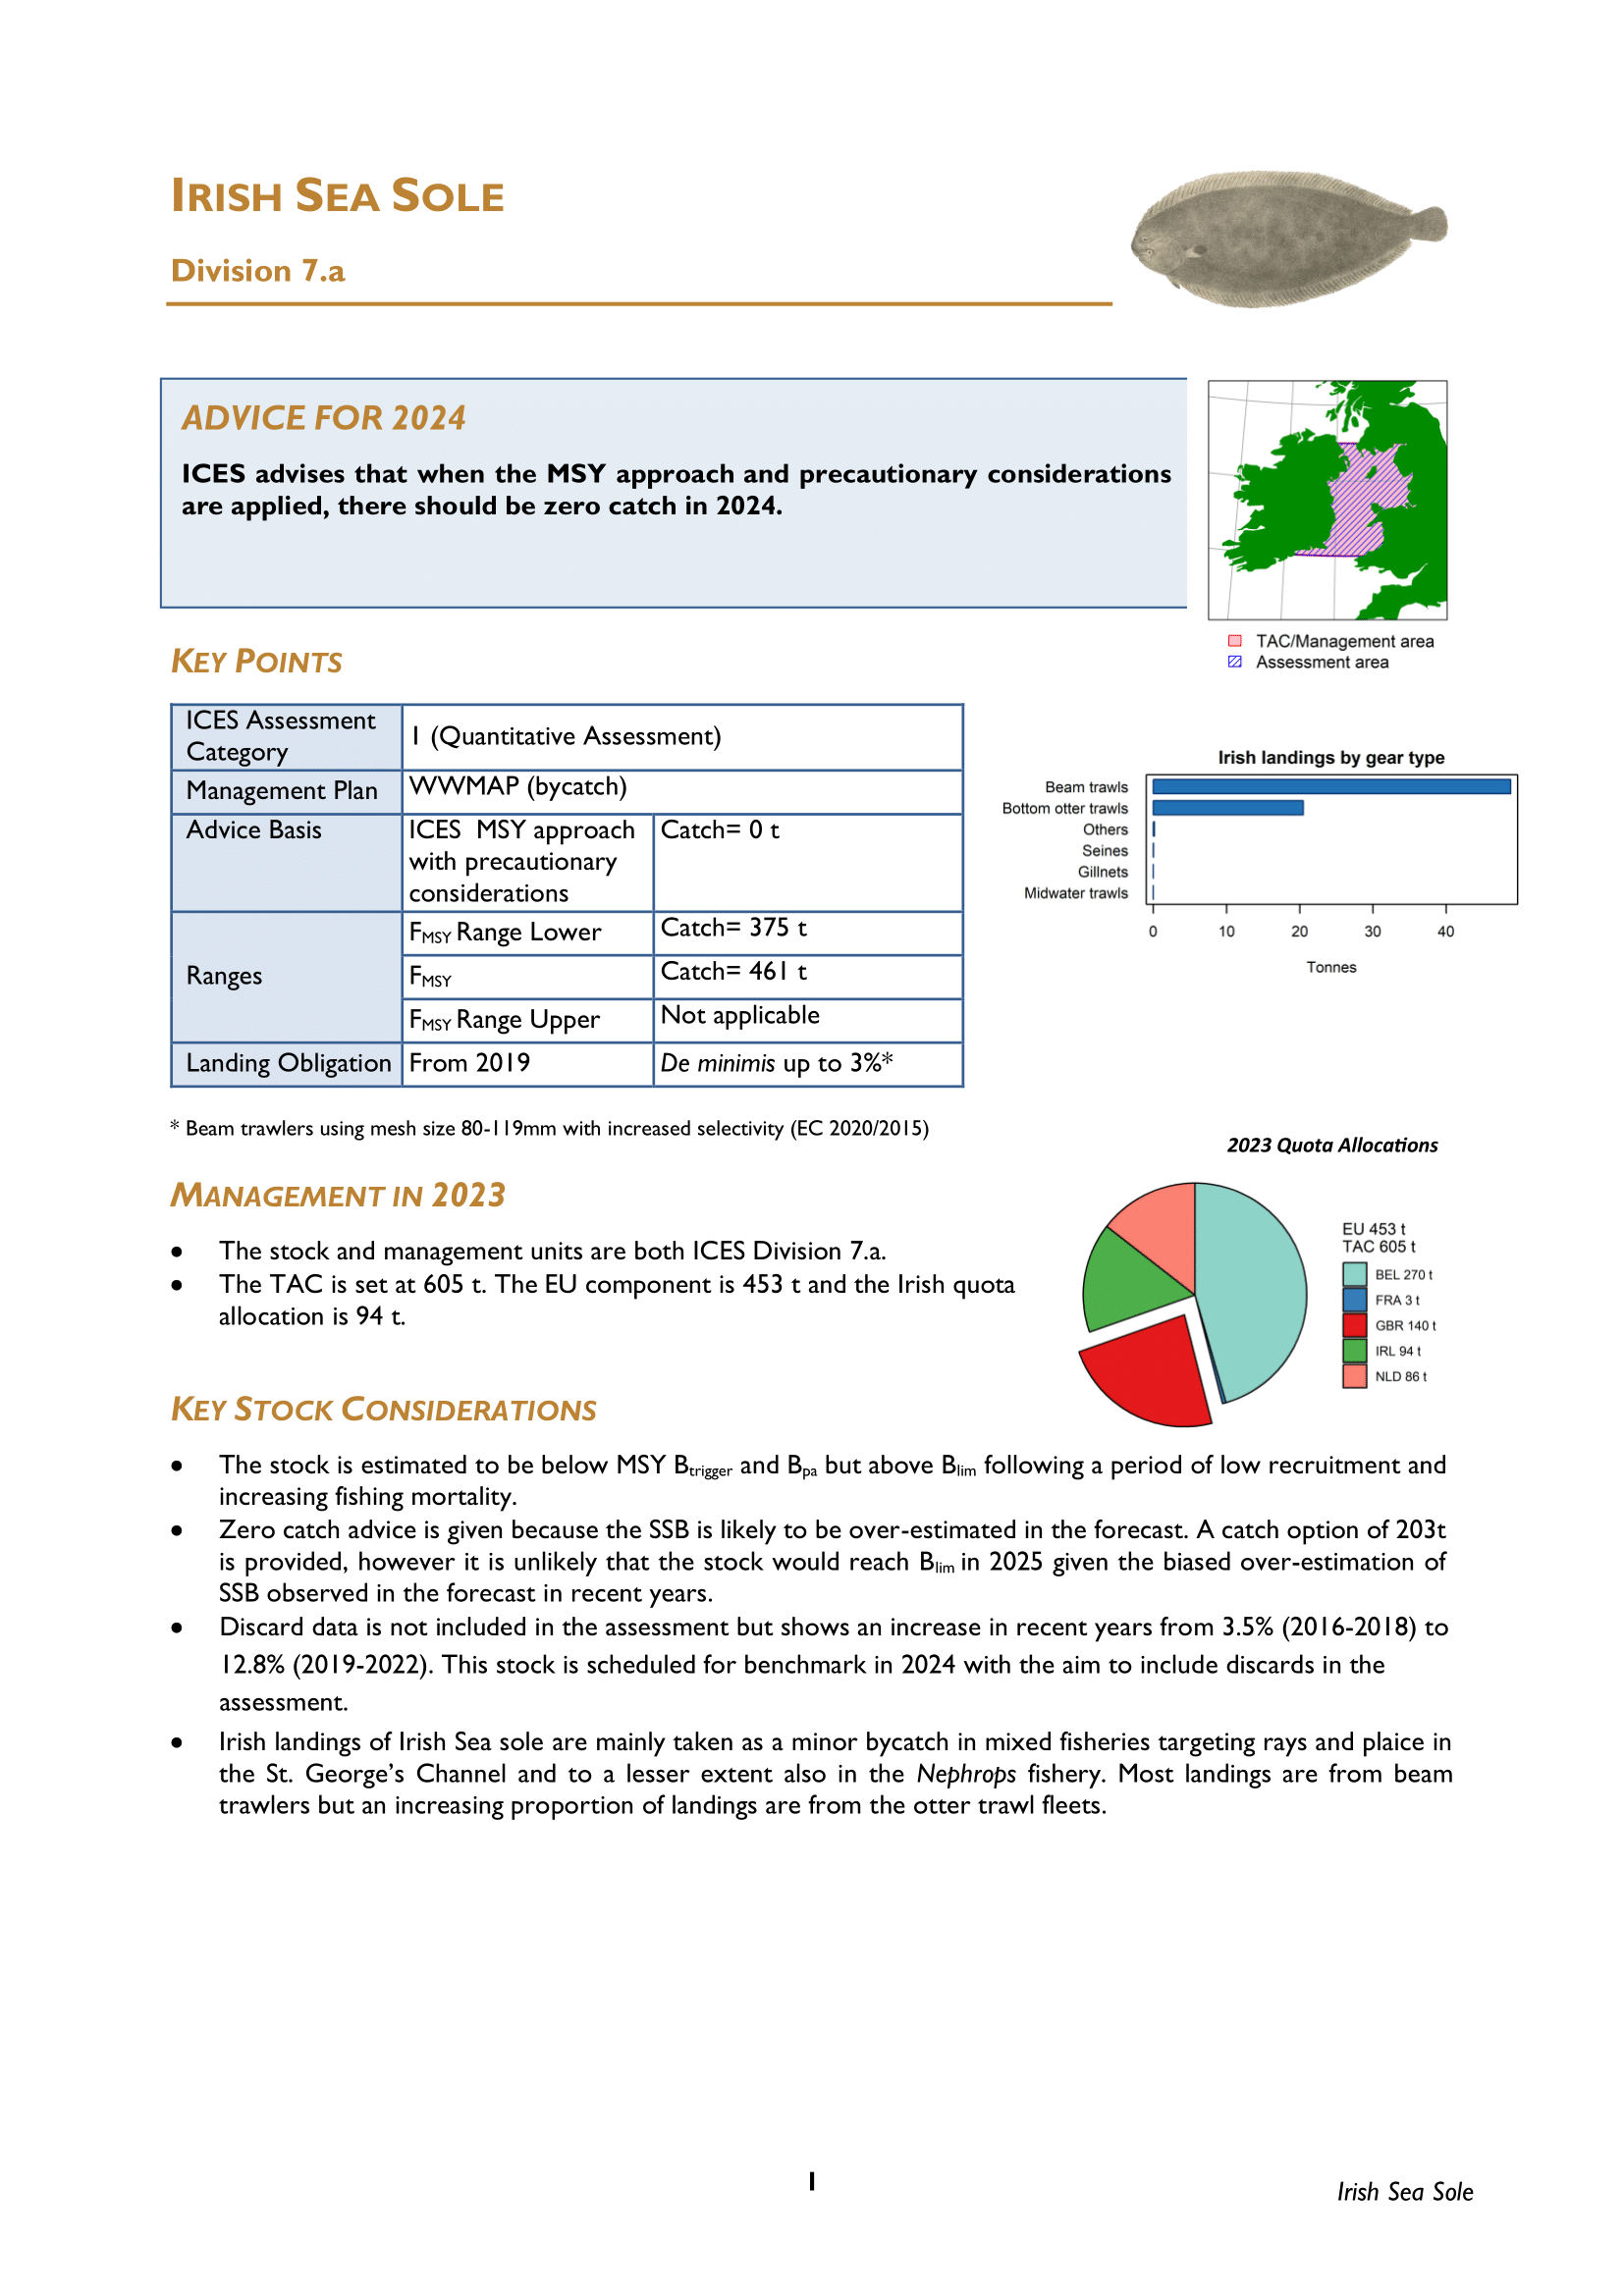 IRISH SEA SOLE
Division 7.a
ADVICE FOR 2024
ICES advises that when the MSY approach and precautionary considerations
are applied, there should be zero catch in 2024.
TAC/Management area
Assessment area
KEY POINTS
ICES Assessment
Category
1 (Quantitative Assessment)
Management Plan
WWMAP (bycatch)
Advice Basis
ICES MSY approach
with precautionary
considerations
Catch= 0 t
Ranges
FMSY Range Lower
Catch= 375 t
FMSY
Catch= 461 t
FMSY Range Upper
Not applicable
Landing Obligation
From 2019
De minimis up to 3%*
* Beam trawlers using mesh size 80-119mm with increased selectivity (EC 2020/2015)
Irish landings by gear type
Beam trawls
Bottom otter trawls
Others
Seines
Gillnets
Midwater trawls
0 10 20 30 40
Tonnes
MANAGEMENT IN 2023
• The stock and management units are both ICES Division 7.a.
• The TAC is set at 605 t. The EU component is 453 t and the Irish quota
allocation is 94 t.
2023 Quota Allocations
EU 453 t
TAC 605 t
BEL 270 t
FRA 3 t
GBR 140 t
IRL 94 t
NLD 86 t
KEY STOCK CONSIDERATIONS
• The stock is estimated to be below MSY Btrigger and Bpa but above Blim following a period of low recruitment and
increasing fishing mortality.
• Zero catch advice is given because the SSB is likely to be over-estimated in the forecast. A catch option of 203t
is provided, however it is unlikely that the stock would reach Blim in 2025 given the biased over-estimation of
SSB observed in the forecast in recent years.
• Discard data is not included in the assessment but shows an increase in recent years from 3.5% (2016-2018) to
12.8% (2019-2022). This stock is scheduled for benchmark in 2024 with the aim to include discards in the
assessment.
• Irish landings of Irish Sea sole are mainly taken as a minor bycatch in mixed fisheries targeting rays and plaice in
the St. George's Channel and to a lesser extent also in the Nephrops fishery. Most landings are from beam
trawlers but an increasing proportion of landings are from the otter trawl fleets.
1
Irish Sea Sole